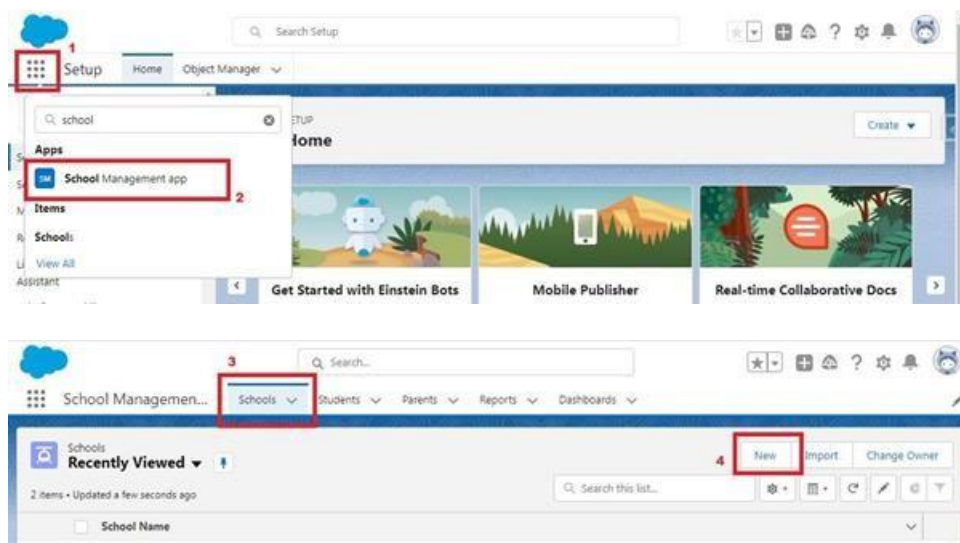 1
Search Setup
Setup Home Object Manager
school
SETUP
Home
Create
Apps
SM School Management app
2
Items
Schools
View All
Assistant
Get Started with Einstein Bots Mobile Publisher Real-time Collaborative Docs
3
Search...
School Managemen... Schools Students Parents Reports Dashboards
Schools
Recently Viewed
4
New Import Change Owner
2 items • Updated a few seconds ago
Search this list...
School Name